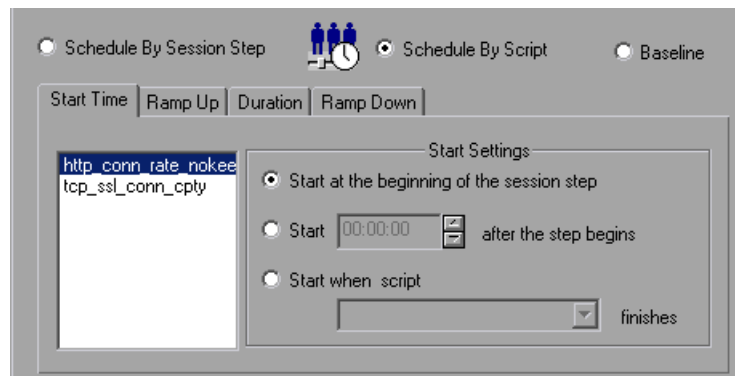 Schedule By Session Step
Schedule By Script
Baseline
Start Time
Ramp Up
Duration
Ramp Down
http_conn_rate_nokee
tcp_ssl_conn_cpty
Start Settings
Start at the beginning of the session step
Start 00:00:00 after the step begins
Start when script
finishes